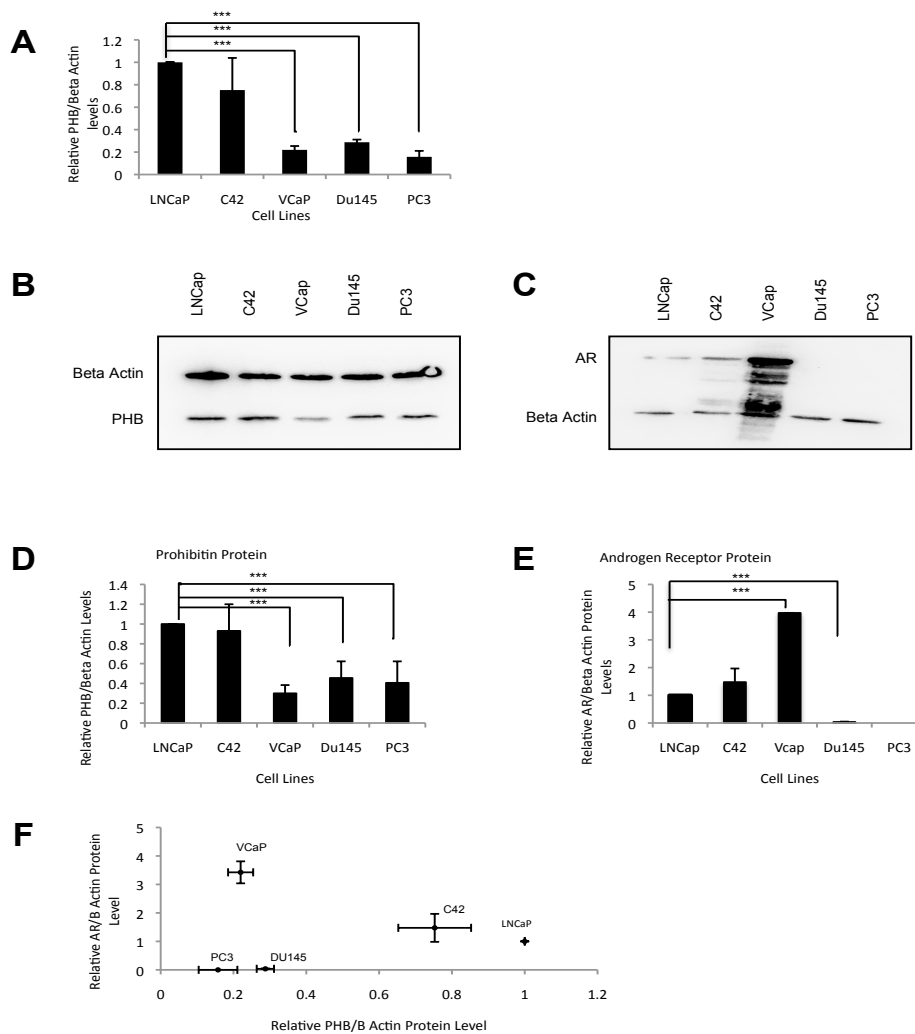 A
***
***
***
Relative PHB/Beta Actin
levels
1.2
1
0.8
0.6
0.4
0.2
0
LNCaP C42 VCaP Du145 PC3
Cell Lines
B
LNCap C42 VCap Du145 PC3
Beta Actin
PHB
C
LNCap C42 VCap Du145 PC3
AR
Beta Actin
D
Prohibitin Protein
***
***
***
Relative PHB/Beta Actin Levels
1.4
1.2
1
0.8
0.6
0.4
0.2
0
LNCaP C42 VCaP Du145 PC3
Cell Lines
E
Androgen Receptor Protein
***
***
Relative AR/Beta Actin Protein
Levels
5
4
3
2
1
0
LNCap C42 Vcap Du145 PC3
Cell Lines
F
Relative AR/B Actin Protein
Level
5
4
3
2
1
0
VCaP
C42
LNCaP
PC3
DU145
0 0.2 0.4 0.6 0.8 1 1.2
Relative PHB/B Actin Protein Level